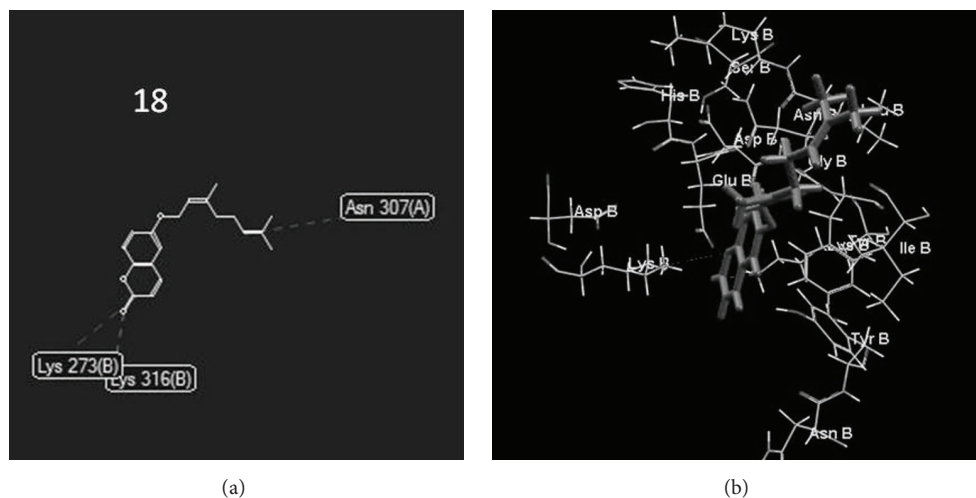 18
Asn 307(A)
Lys 273(B)
Lys 316(B)
Lys B
Ser B
His B
Asn B
Asp B
Gly B
Glu B
Asp B
Lys B
Ile B
Tyr B
Asn B
(a)
(b)